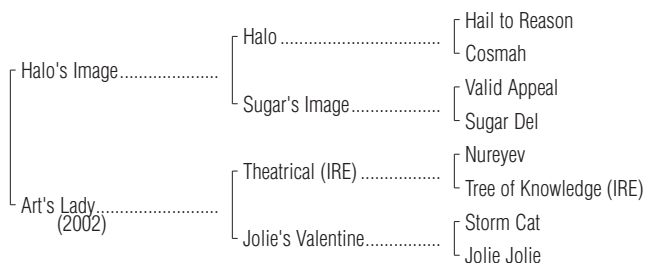 Hail to Reason
Halo ..................................
Cosmah
Halo's Image.....................
Valid Appeal
Sugar's Image...................
Sugar Del
Nureyev
Theatrical (IRE) .................
Tree of Knowledge (IRE)
Art's Lady..........................
(2002)
Storm Cat
Jolie's Valentine................
Jolie Jolie